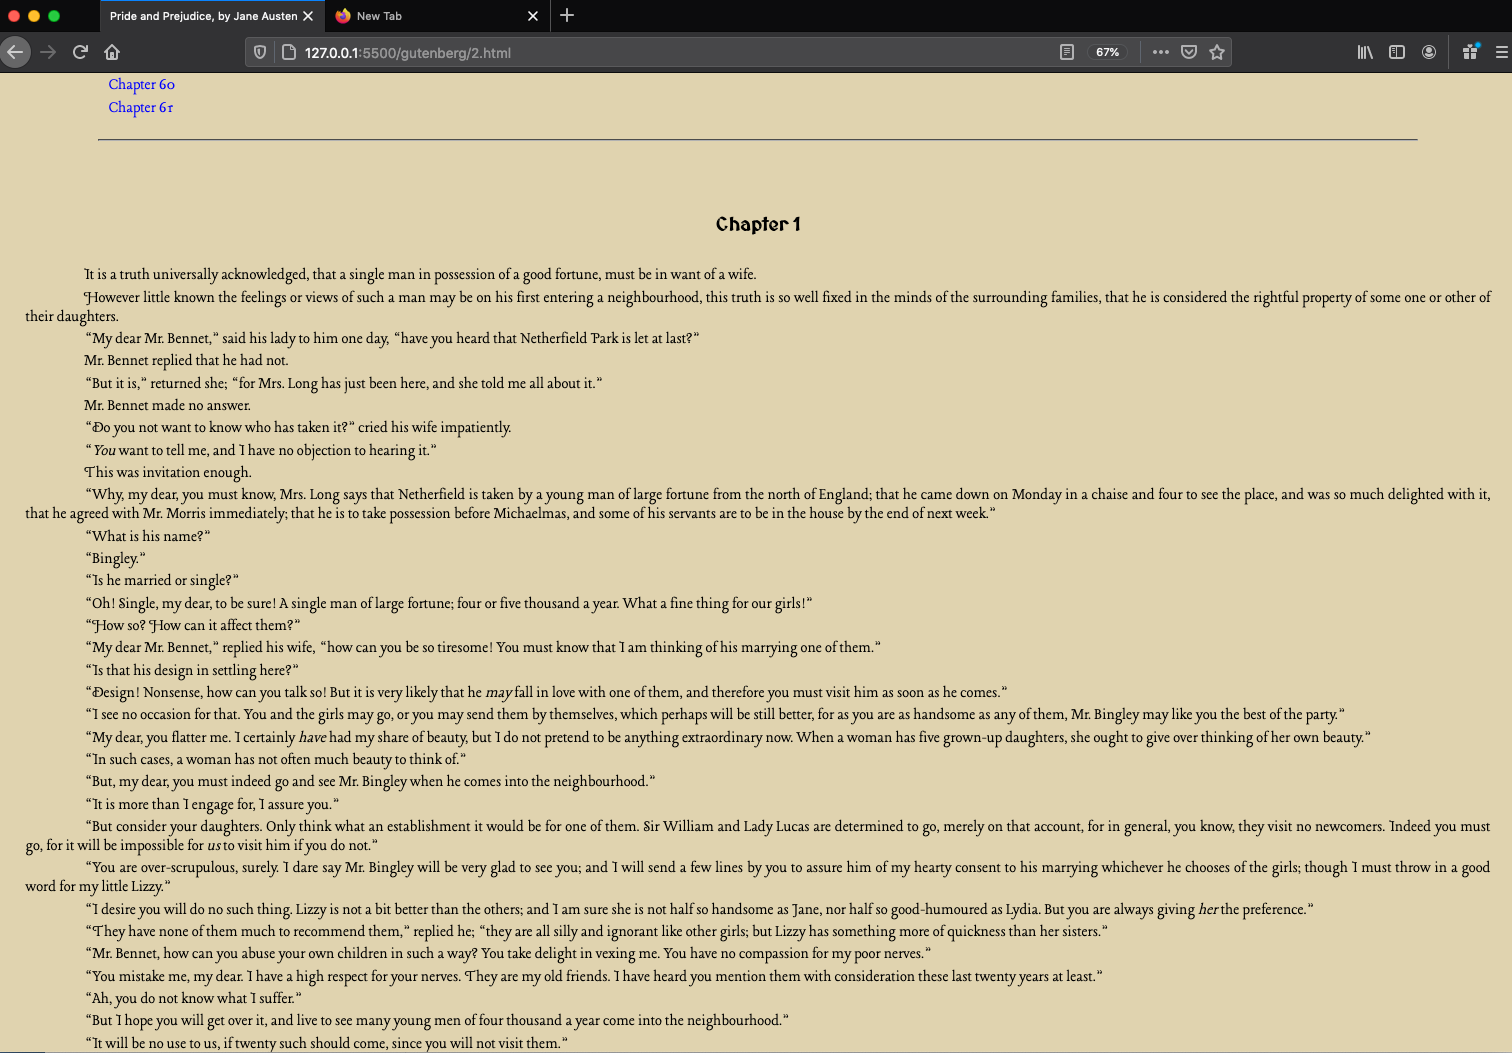 Pride and Prejudice, by Jane Austen
New Tab
127.0.0.1:5500/gutenberg/2.html
67%
Chapter 60
Chapter 61
Chapter 1
It is a truth universally acknowledged, that a single man in possession of a good fortune, must be in want of a wife.
However little known the feelings or views of such a man may be on his first entering a neighbourhood, this truth is so well fixed in the minds of the surrounding families, that he is considered the rightful property of some one or other of
their daughters.
“My dear Mr. Bennet,” said his lady to him one day, “have you heard that Netherfield Park is let at last?”
Mr. Bennet replied that he had not.
“But it is,” returned she; “for Mrs. Long has just been here, and she told me all about it.”
Mr. Bennet made no answer.
“Do you not want to know who has taken it?” cried his wife impatiently.
“You want to tell me, and I have no objection to hearing it.”
This was invitation enough.
“Why, my dear, you must know, Mrs. Long says that Netherfield is taken by a young man of large fortune from the north of England; that he came down on Monday in a chaise and four to see the place, and was so much delighted with it,
that he agreed with Mr. Morris immediately; that he is to take possession before Michaelmas, and some of his servants are to be in the house by the end of next week.”
“What is his name?”
“Bingley.”
“Is he married or single?”
“Oh! Single, my dear, to be sure! A single man of large fortune; four or five thousand a year. What a fine thing for our girls!”
“How so? How can it affect them?”
“My dear Mr. Bennet,” replied his wife, “how can you be so tiresome! You must know that I am thinking of his marrying one of them.”
“Is that his design in settling here?”
“Design! Nonsense, how can you talk so! But it is very likely that he may fall in love with one of them, and therefore you must visit him as soon as he comes.”
“I see no occasion for that. You and the girls may go, or you may send them by themselves, which perhaps will be still better, for as you are as handsome as any of them, Mr. Bingley may like you the best of the party.”
“My dear, you flatter me. I certainly have had my share of beauty, but I do not pretend to be anything extraordinary now. When a woman has five grown-up daughters, she ought to give over thinking of her own beauty.”
“In such cases, a woman has not often much beauty to think of.”
“But, my dear, you must indeed go and see Mr. Bingley when he comes into the neighbourhood.”
“It is more than I engage for, I assure you.”
“But consider your daughters. Only think what an establishment it would be for one of them. Sir William and Lady Lucas are determined to go, merely on that account, for in general, you know, they visit no newcomers. Indeed you must
go, for it will be impossible for us to visit him if you do not.”
“You are over-scrupulous, surely. I dare say Mr. Bingley will be very glad to see you; and I will send a few lines by you to assure him of my hearty consent to his marrying whichever he chooses of the girls; though I must throw in a good
word for my little Lizzy.”
“I desire you will do no such thing. Lizzy is not a bit better than the others; and I am sure she is not half so handsome as Jane, nor half so good-humoured as Lydia. But you are always giving her the preference.”
“They have none of them much to recommend them,” replied he; “they are all silly and ignorant like other girls; but Lizzy has something more of quickness than her sisters.”
“Mr. Bennet, how can you abuse your own children in such a way? You take delight in vexing me. You have no compassion for my poor nerves.”
“You mistake me, my dear. I have a high respect for your nerves. They are my old friends. I have heard you mention them with consideration these last twenty years at least.”
“Ah, you do not know what I suffer.”
“But I hope you will get over it, and live to see many young men of four thousand a year come into the neighbourhood.”
“It will be no use to us, if twenty such should come, since you will not visit them.”